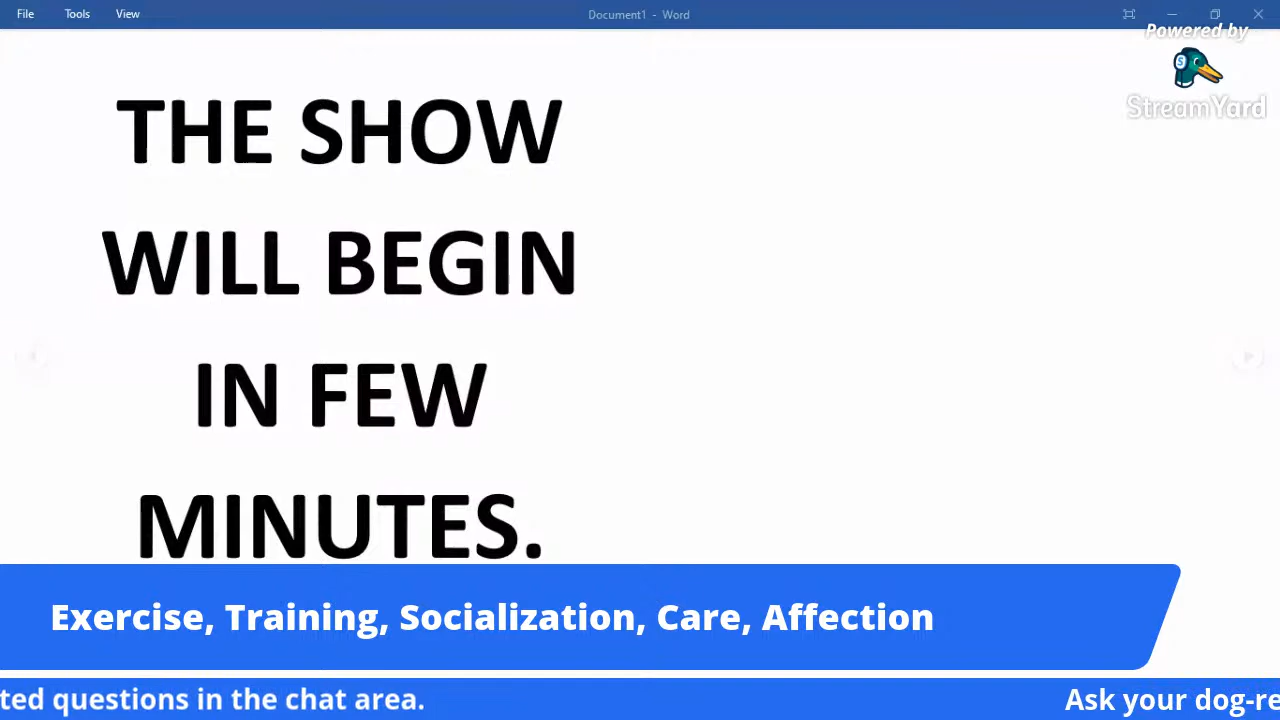 File Tools View Document1 - Word
Powered by
StreamYard
THE SHOW
WILL BEGIN
IN FEW
MINUTES.
Exercise, Training, Socialization, Care, Affection
ted questions in the chat area. Ask your dog-re